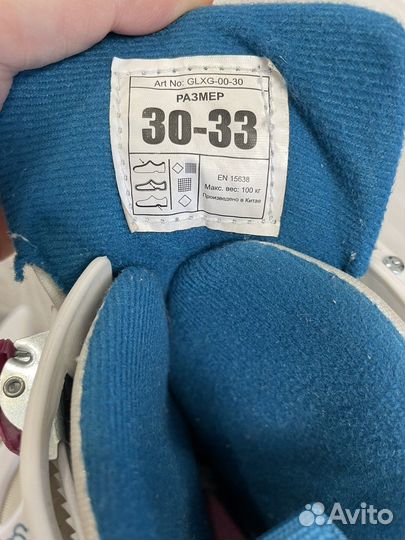 Art No: GLXG-00-30
РАЗМЕР
30-33
EN 15638
Макс. вес: 100 кг
Произведено в Китае
Avito